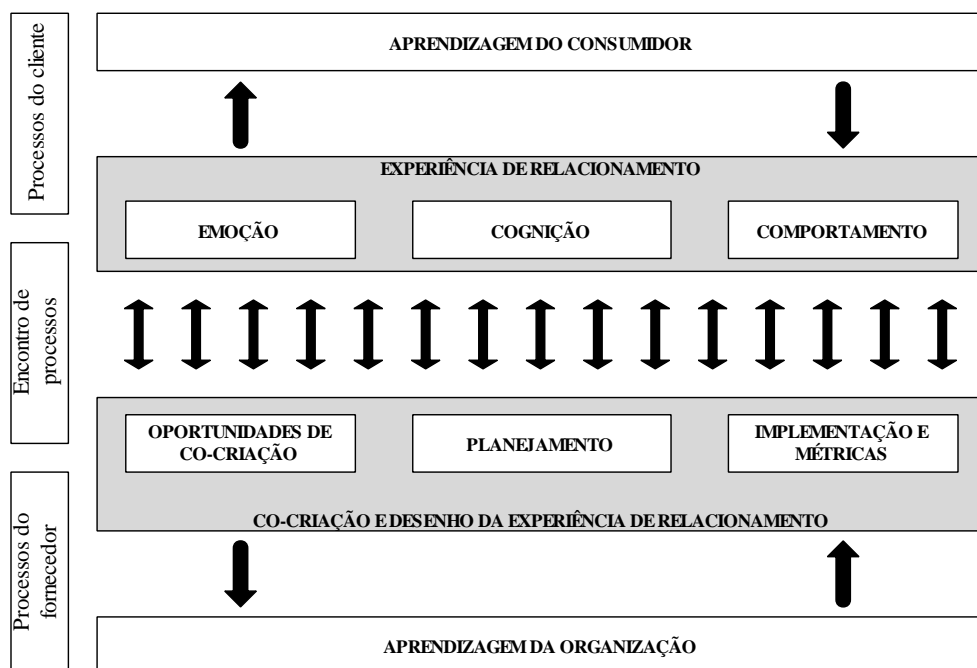 Processos do cliente
APRENDIZAGEM DO CONSUMIDOR
EXPERIÊNCIA DE RELACIONAMENTO
EMOÇÃO
COGNIÇÃO
COMPORTAMENTO
Encontro de
processos
OPORTUNIDADES DE
CO-CRIAÇÃO
PLANEJAMENTO
IMPLEMENTAÇÃO E
MÉTRICAS
CO-CRIAÇÃO E DESENHO DA EXPERIÊNCIA DE RELACIONAMENTO
Processos do
fornecedor
APRENDIZAGEM DA ORGANIZAÇÃO